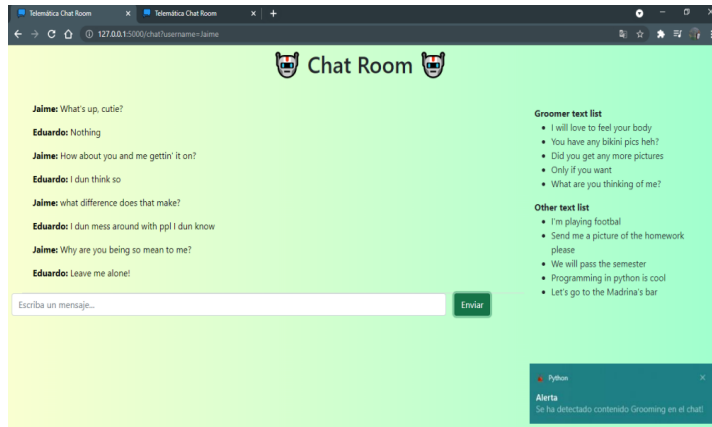 Telemática Chat Room
Telemática Chat Room
127.0.0.1:5000/chat?username=Jaime
Chat Room
Jaime: What's up, cutie?
Eduardo: Nothing
Jaime: How about you and me gettin' it on?
Eduardo: I dun think so
Jaime: what difference does that make?
Eduardo: I dun mess around with ppl I dun know
Jaime: Why are you being so mean to me?
Eduardo: Leave me alone!
Escriba un mensaje...
Enviar
Groomer text list
I will love to feel your body
You have any bikini pics heh?
Did you get any more pictures
Only if you want
What are you thinking of me?
Other text list
I'm playing footbal
Send me a picture of the homework
please
We will pass the semester
Programming in python is cool
Let's go to the Madrina's bar
Python
Alerta
Se ha detectado contenido Grooming en el chat!